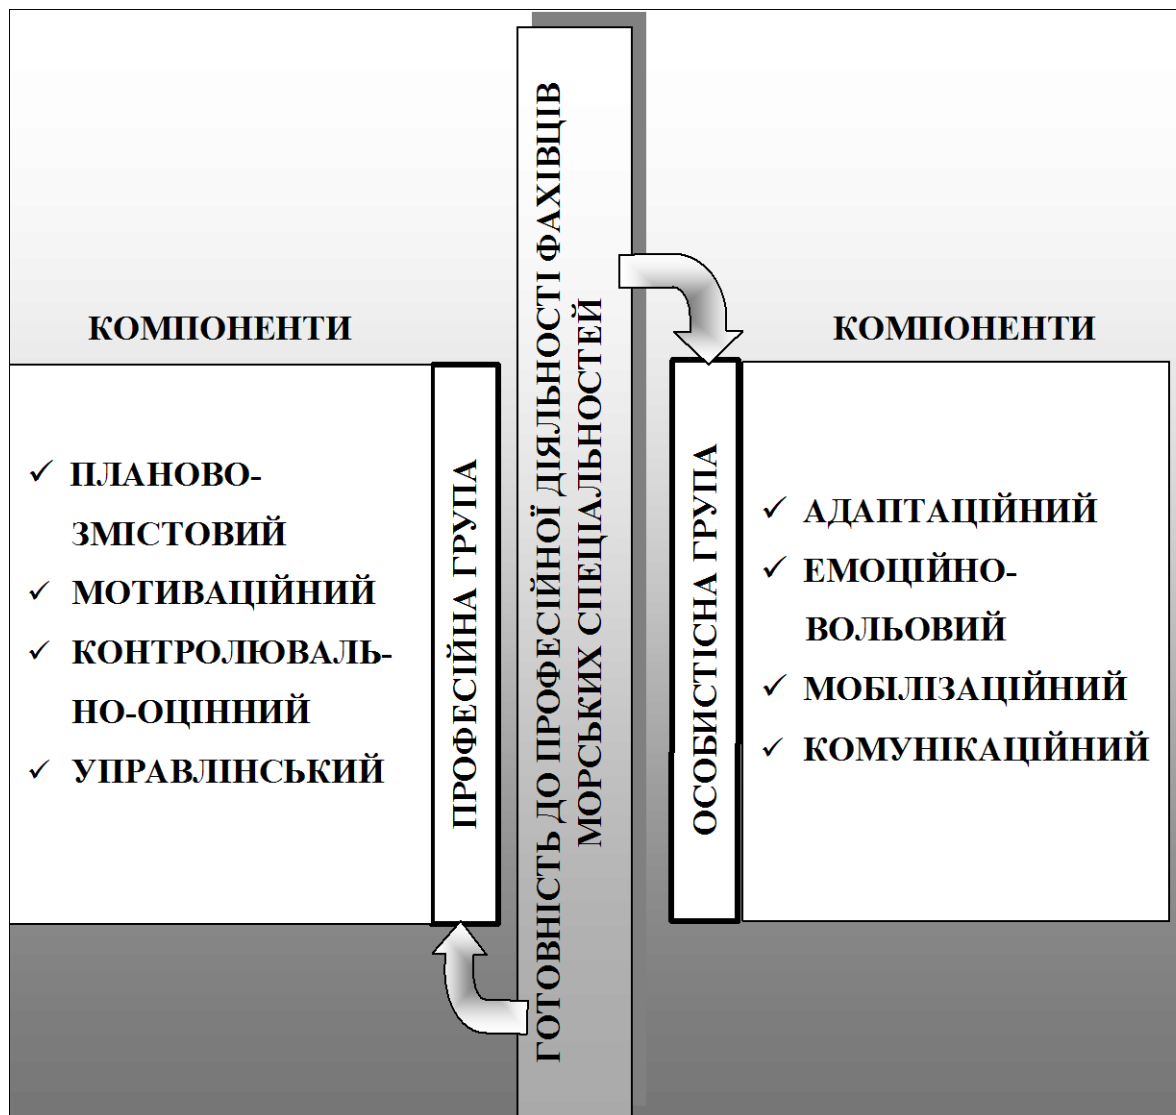 ГОТОВНІСТЬ ДО ПРОФЕСІЙНОЇ ДІЯЛЬНОСТІ ФАХІВЦІВ
МОРСЬКИХ СПЕЦІАЛЬНОСТЕЙ
КОМПОНЕНТИ
ПРОФЕСІЙНА ГРУПА
✓ ПЛАНОВО-
ЗМІСТОВИЙ
✓ МОТИВАЦІЙНИЙ
✓ КОНТРОЛЮВАЛЬ-
НО-ОЦІННИЙ
✓ УПРАВЛІНСЬКИЙ
КОМПОНЕНТИ
ОСОБИСТІСНА ГРУПА
✓ АДАПТАЦІЙНИЙ
✓ ЕМОЦІЙНО-
ВОЛЬОВИЙ
✓ МОБІЛІЗАЦІЙНИЙ
✓ КОМУНІКАЦІЙНИЙ